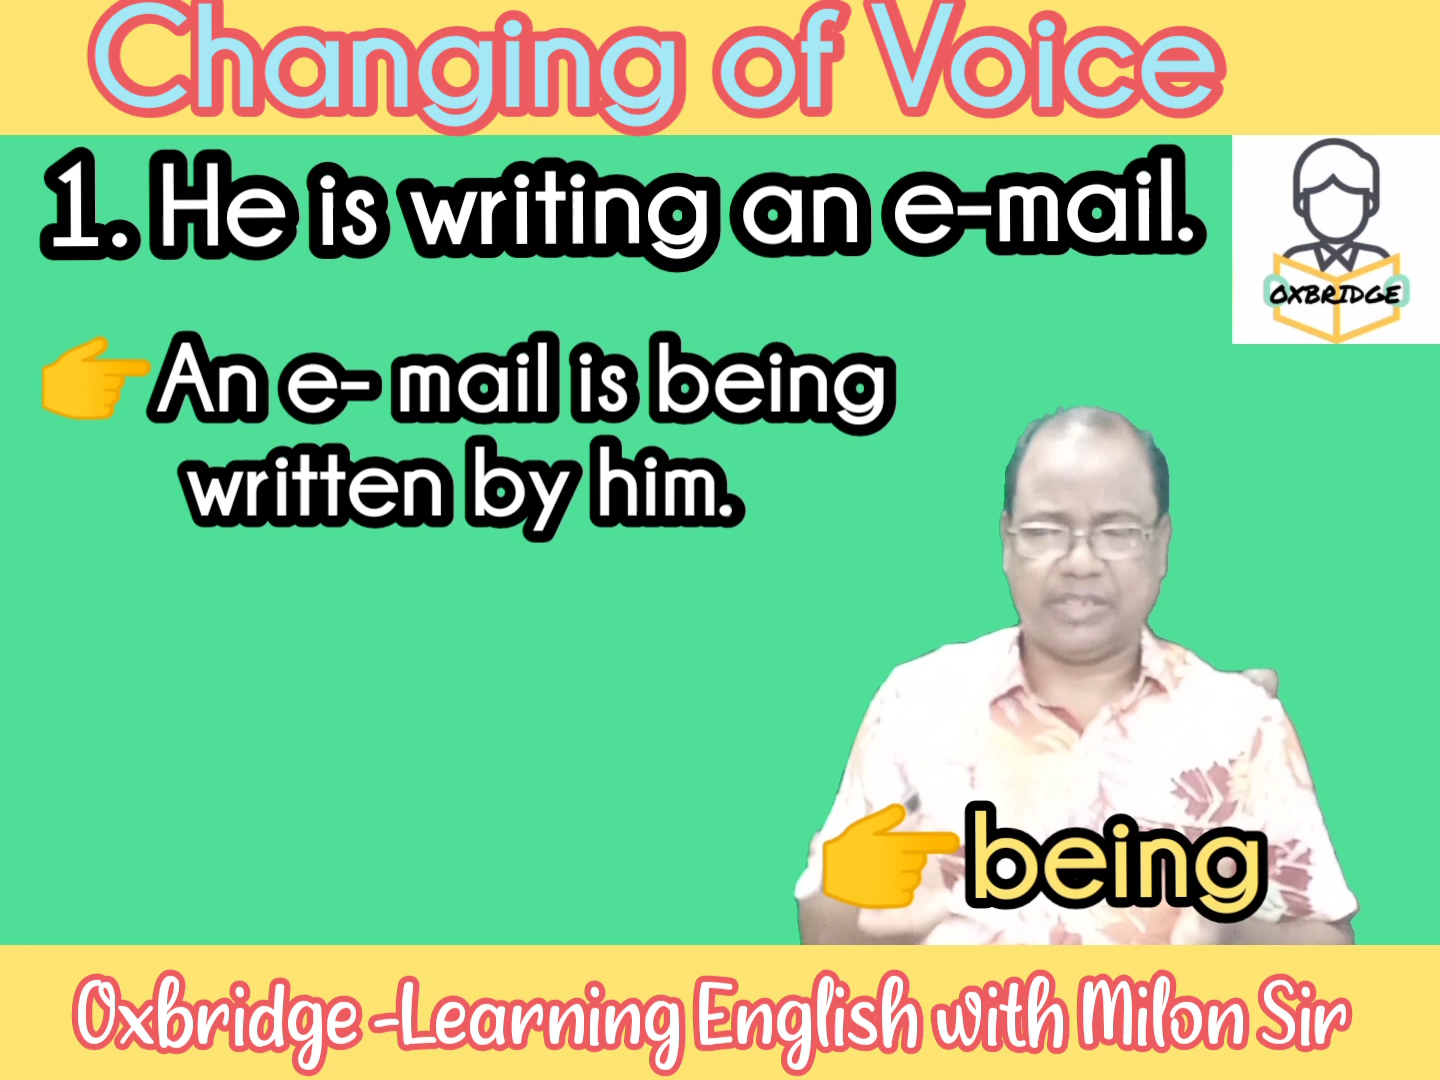 Changing of Voice
1. He is writing an e-mail.
OXBRIDGE
👉An e- mail is being
written by him.
👉being
Oxbridge -Learning English with Milon Sir